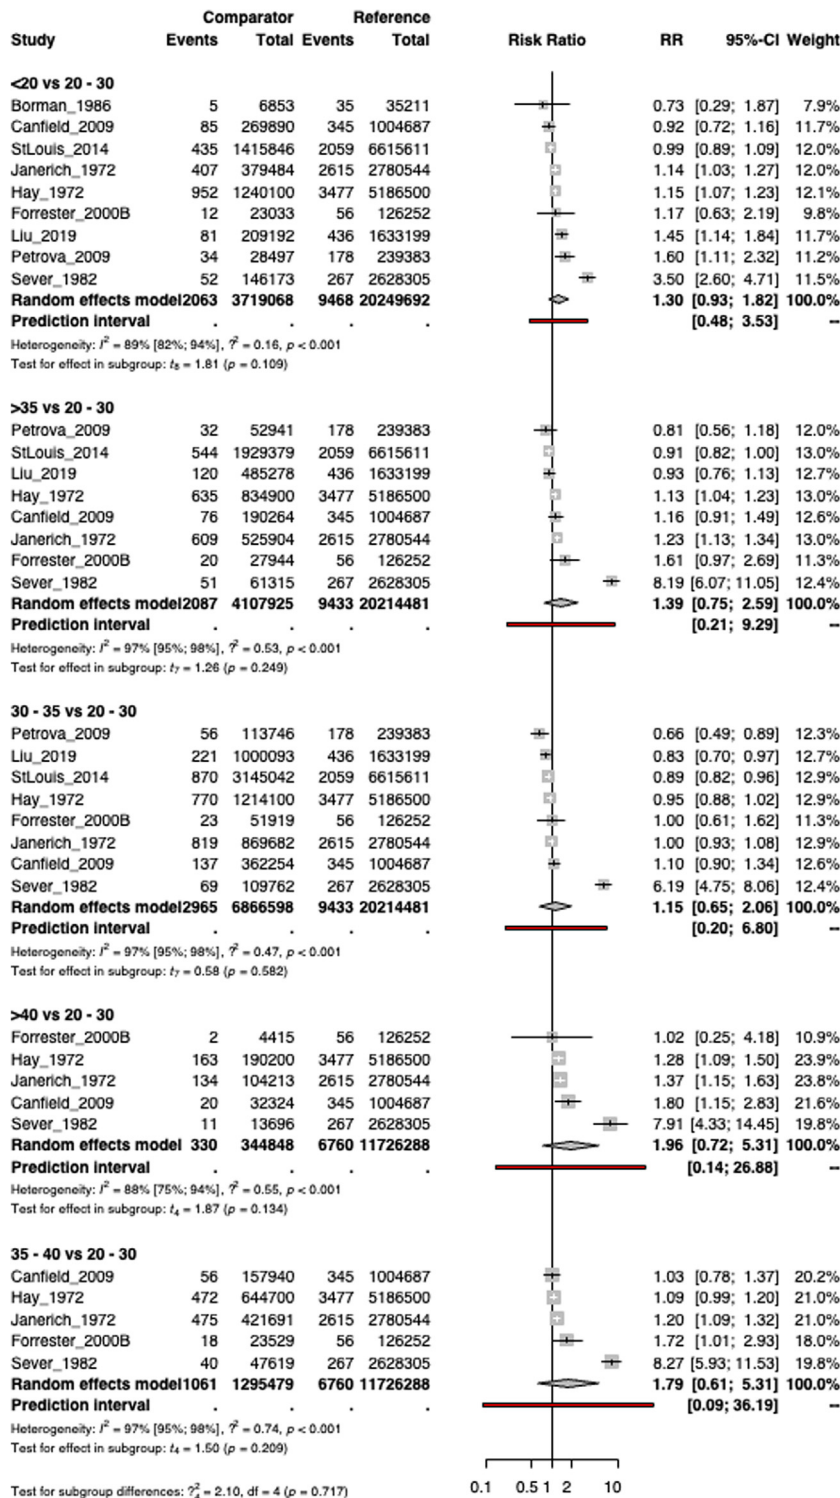 Comparator Reference
Study Events Total Events Total Risk Ratio RR 95%-CI Weight
<20 vs 20 - 30
Borman_1986 5 6853 35 35211 0.73 [0.29; 1.87] 7.9%
Canfield_2009 85 269890 345 1004687 0.92 [0.72; 1.16] 11.7%
StLouis_2014 435 1415846 2059 6615611 0.99 [0.89; 1.09] 12.0%
Janerich_1972 407 379484 2615 2780544 1.14 [1.03; 1.27] 12.0%
Hay_1972 952 1240100 3477 5186500 1.15 [1.07; 1.23] 12.1%
Forrester_2000B 12 23033 56 126252 1.17 [0.63; 2.19] 9.8%
Liu_2019 81 209192 436 1633199 1.45 [1.14; 1.84] 11.7%
Petrova_2009 34 28497 178 239383 1.60 [1.11; 2.32] 11.2%
Sever_1982 52 146173 267 2628305 3.50 [2.60; 4.71] 11.5%
Random effects model2063 3719068 9468 20249692 1.30 [0.93; 1.82] 100.0%
Prediction interval . . . . [0.48; 3.53] --
Heterogeneity: I² = 89% [82%; 94%], ?² = 0.16, p < 0.001
Test for effect in subgroup: t₈ = 1.81 (p = 0.109)
>35 vs 20 - 30
Petrova_2009 32 52941 178 239383 0.81 [0.56; 1.18] 12.0%
StLouis_2014 544 1929379 2059 6615611 0.91 [0.82; 1.00] 13.0%
Liu_2019 120 485278 436 1633199 0.93 [0.76; 1.13] 12.7%
Hay_1972 635 834900 3477 5186500 1.13 [1.04; 1.23] 13.0%
Canfield_2009 76 190264 345 1004687 1.16 [0.91; 1.49] 12.6%
Janerich_1972 609 525904 2615 2780544 1.23 [1.13; 1.34] 13.0%
Forrester_2000B 20 27944 56 126252 1.61 [0.97; 2.69] 11.3%
Sever_1982 51 61315 267 2628305 8.19 [6.07; 11.05] 12.4%
Random effects model2087 4107925 9433 20214481 1.39 [0.75; 2.59] 100.0%
Prediction interval . . . . [0.21; 9.29] --
Heterogeneity: I² = 97% [95%; 98%], ?² = 0.53, p < 0.001
Test for effect in subgroup: t₇ = 1.26 (p = 0.249)
30 - 35 vs 20 - 30
Petrova_2009 56 113746 178 239383 0.66 [0.49; 0.89] 12.3%
Liu_2019 221 1000093 436 1633199 0.83 [0.70; 0.97] 12.7%
StLouis_2014 870 3145042 2059 6615611 0.89 [0.82; 0.96] 12.9%
Hay_1972 770 1214100 3477 5186500 0.95 [0.88; 1.02] 12.9%
Forrester_2000B 23 51919 56 126252 1.00 [0.61; 1.62] 11.3%
Janerich_1972 819 869682 2615 2780544 1.00 [0.93; 1.08] 12.9%
Canfield_2009 137 362254 345 1004687 1.10 [0.90; 1.34] 12.6%
Sever_1982 69 109762 267 2628305 6.19 [4.75; 8.06] 12.4%
Random effects model2965 6866598 9433 20214481 1.15 [0.65; 2.06] 100.0%
Prediction interval . . . . [0.20; 6.80] --
Heterogeneity: I² = 97% [95%; 98%], ?² = 0.47, p < 0.001
Test for effect in subgroup: t₇ = 0.58 (p = 0.582)
>40 vs 20 - 30
Forrester_2000B 2 4415 56 126252 1.02 [0.25; 4.18] 10.9%
Hay_1972 163 190200 3477 5186500 1.28 [1.09; 1.50] 23.9%
Janerich_1972 134 104213 2615 2780544 1.37 [1.15; 1.63] 23.8%
Canfield_2009 20 32324 345 1004687 1.80 [1.15; 2.83] 21.6%
Sever_1982 11 13696 267 2628305 7.91 [4.33; 14.45] 19.8%
Random effects model 330 344848 6760 11726288 1.96 [0.72; 5.31] 100.0%
Prediction interval . . . . [0.14; 26.88] --
Heterogeneity: I² = 88% [75%; 94%], ?² = 0.55, p < 0.001
Test for effect in subgroup: t₄ = 1.87 (p = 0.134)
35 - 40 vs 20 - 30
Canfield_2009 56 157940 345 1004687 1.03 [0.78; 1.37] 20.2%
Hay_1972 472 644700 3477 5186500 1.09 [0.99; 1.20] 21.0%
Janerich_1972 475 421691 2615 2780544 1.20 [1.09; 1.32] 21.0%
Forrester_2000B 18 23529 56 126252 1.72 [1.01; 2.93] 18.0%
Sever_1982 40 47619 267 2628305 8.27 [5.93; 11.53] 19.8%
Random effects model1061 1295479 6760 11726288 1.79 [0.61; 5.31] 100.0%
Prediction interval . . . . [0.09; 36.19] --
Heterogeneity: I² = 97% [95%; 98%], ?² = 0.74, p < 0.001
Test for effect in subgroup: t₄ = 1.50 (p = 0.209)
0.1 0.5 1 2 10
Test for subgroup differences: ?²₄ = 2.10, df = 4 (p = 0.717)